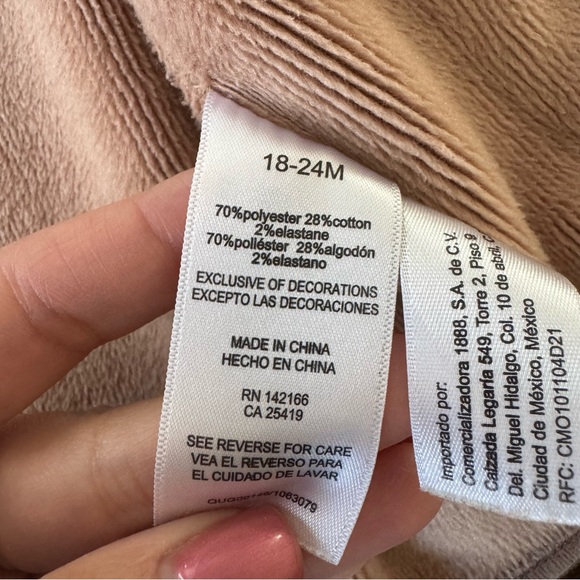 18-24M
70%polyester 28%cotton
2%elastane
70%poliéster 28%algodón
2%elastano
EXCLUSIVE OF DECORATIONS
EXCEPTO LAS DECORACIONES
MADE IN CHINA
HECHO EN CHINA
RN 142166
CA 25419
SEE REVERSE FOR CARE
VEA EL REVERSO PARA
EL CUIDADO DE LAVAR
Importado por:
Comercializadora 1888, S.A. de C.V.
Calzada Legaria 549, Torre 2, Piso 9
Del. Miguel Hidalgo, Col. 10 de abril,
Ciudad de México, México
RFC: CMO101104D21